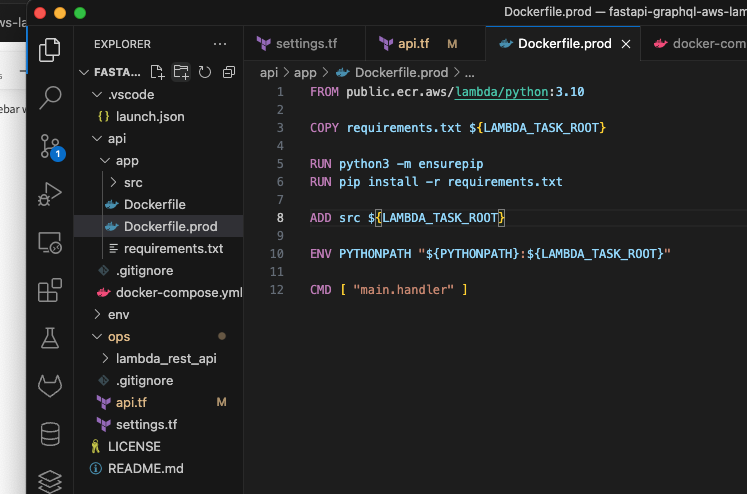 Dockerfile.prod — fastapi-graphql-aws-lam
ws-la
ebar w
EXPLORER ...
FASTA...
.vscode
{} launch.json
api
app
src
Dockerfile
Dockerfile.prod
requirements.txt
.gitignore
docker-compose.yml
env
ops
lambda_rest_api
.gitignore
api.tf M
settings.tf
LICENSE
README.md
1
settings.tf
api.tf M
Dockerfile.prod
docker-com
api > app > Dockerfile.prod > ...
1 FROM public.ecr.aws/lambda/python:3.10
2
3 COPY requirements.txt ${LAMBDA_TASK_ROOT}
4
5 RUN python3 -m ensurepip
6 RUN pip install -r requirements.txt
7
8 ADD src ${LAMBDA_TASK_ROOT}
9
10 ENV PYTHONPATH "${PYTHONPATH}:${LAMBDA_TASK_ROOT}"
11
12 CMD [ "main.handler" ]